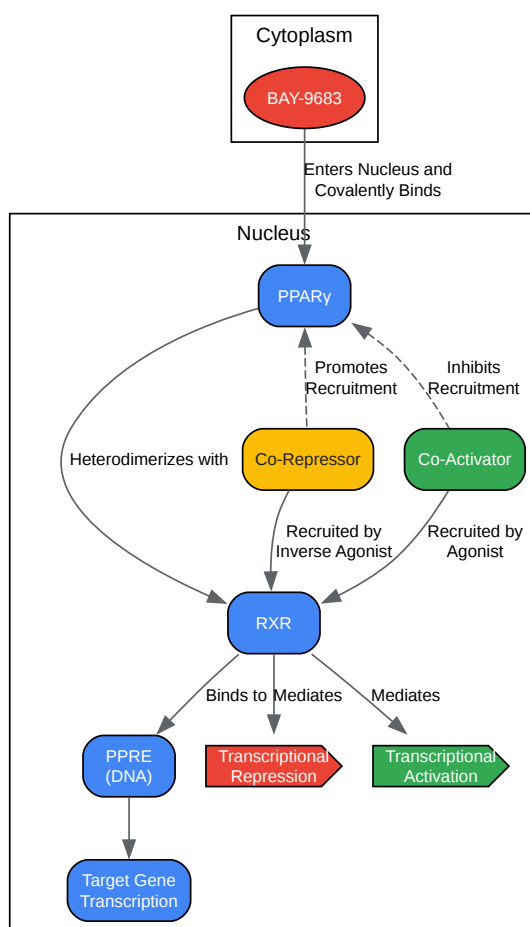 Cytoplasm
BAY-9683
Enters Nucleus and
Covalently Binds
Nucleus
PPARγ
Promotes
Recruitment
Inhibits
Recruitment
Heterodimerizes with
Co-Repressor
Co-Activator
Recruited by
Inverse Agonist
Recruited by
Agonist
RXR
Binds to
Mediates
Mediates
PPRE
(DNA)
Transcriptional
Repression
Transcriptional
Activation
Target Gene
Transcription